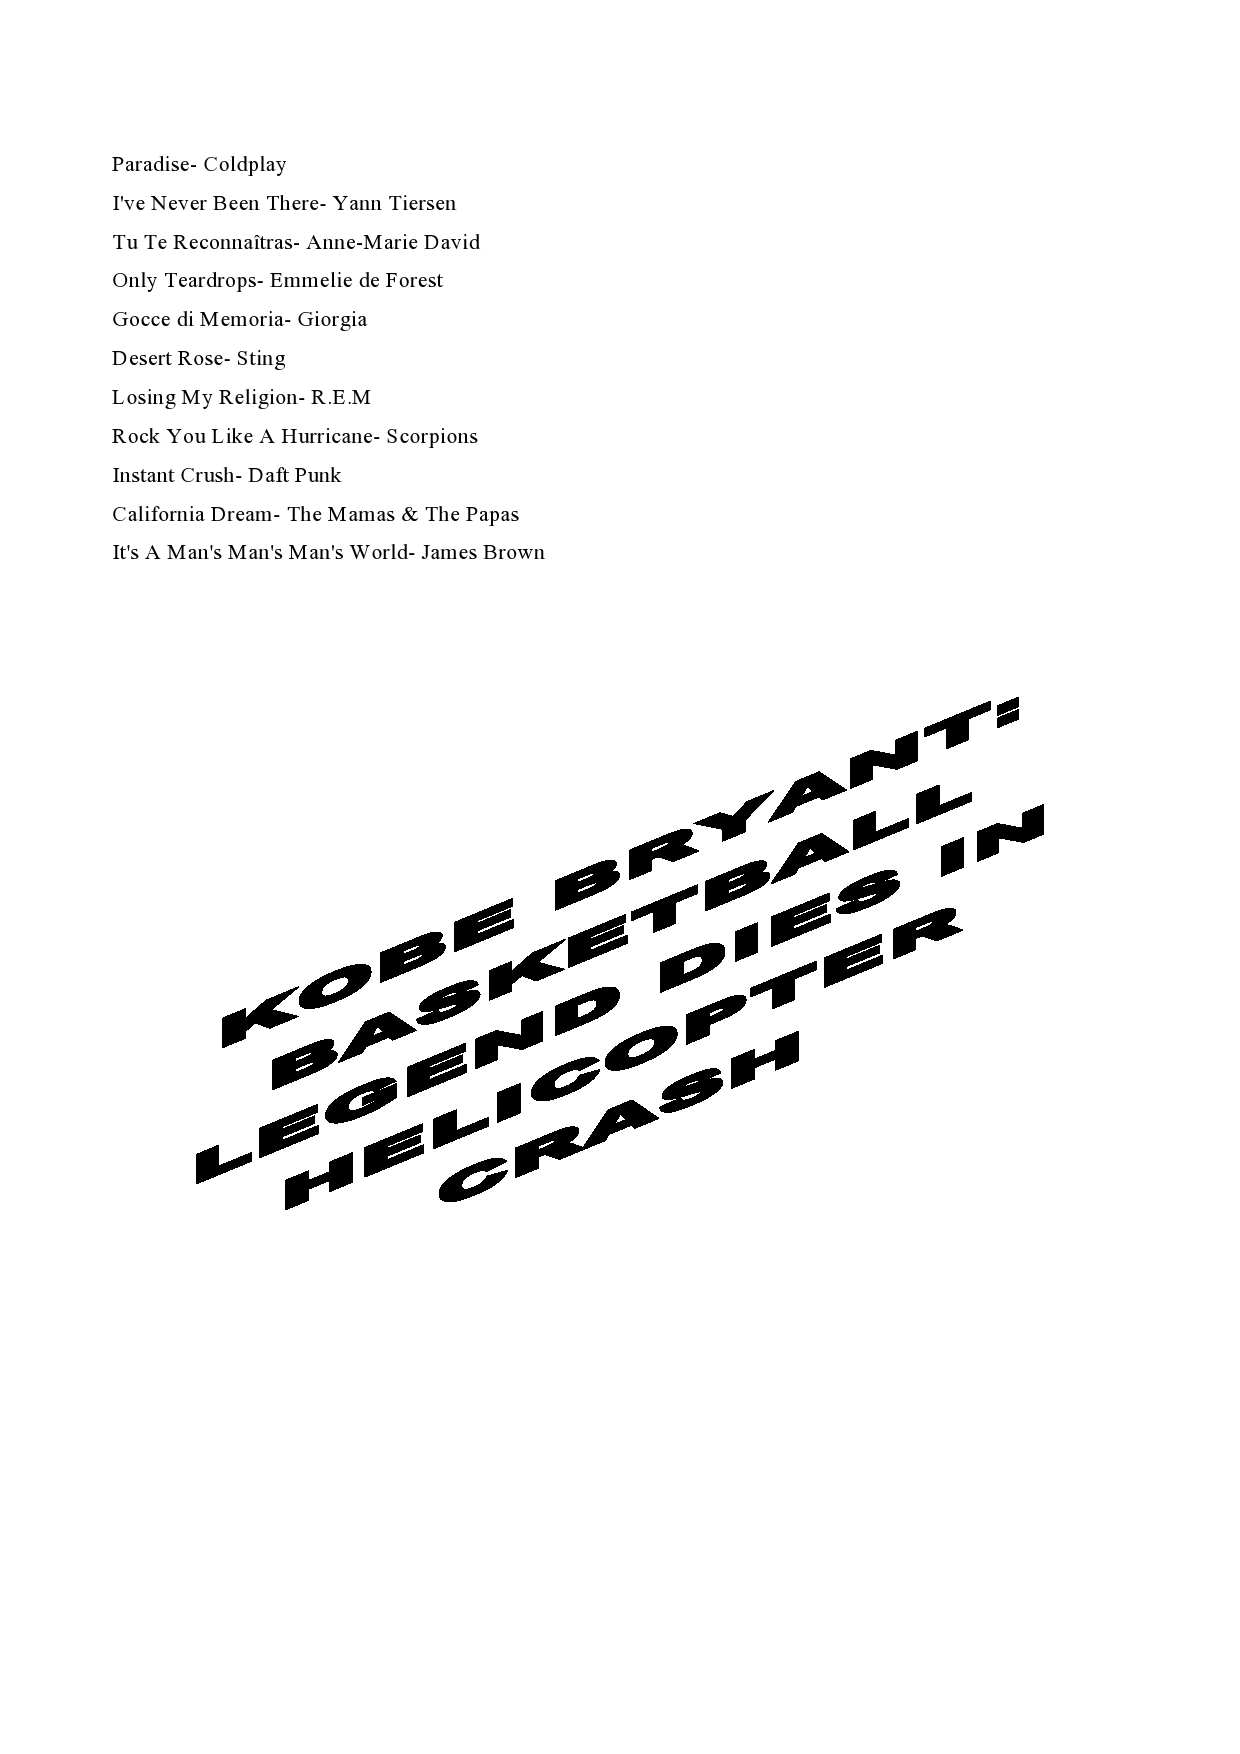 Paradise- Coldplay
I've Never Been There- Yann Tiersen
Tu Te Reconnaîtras- Anne-Marie David
Only Teardrops- Emmelie de Forest
Gocce di Memoria- Giorgia
Desert Rose- Sting
Losing My Religion- R.E.M
Rock You Like A Hurricane- Scorpions
Instant Crush- Daft Punk
California Dream- The Mamas & The Papas
It's A Man's Man's Man's World- James Brown
KOBE BRYANT:
BASKETBALL
LEGEND DIES IN
HELICOPTER
CRASH